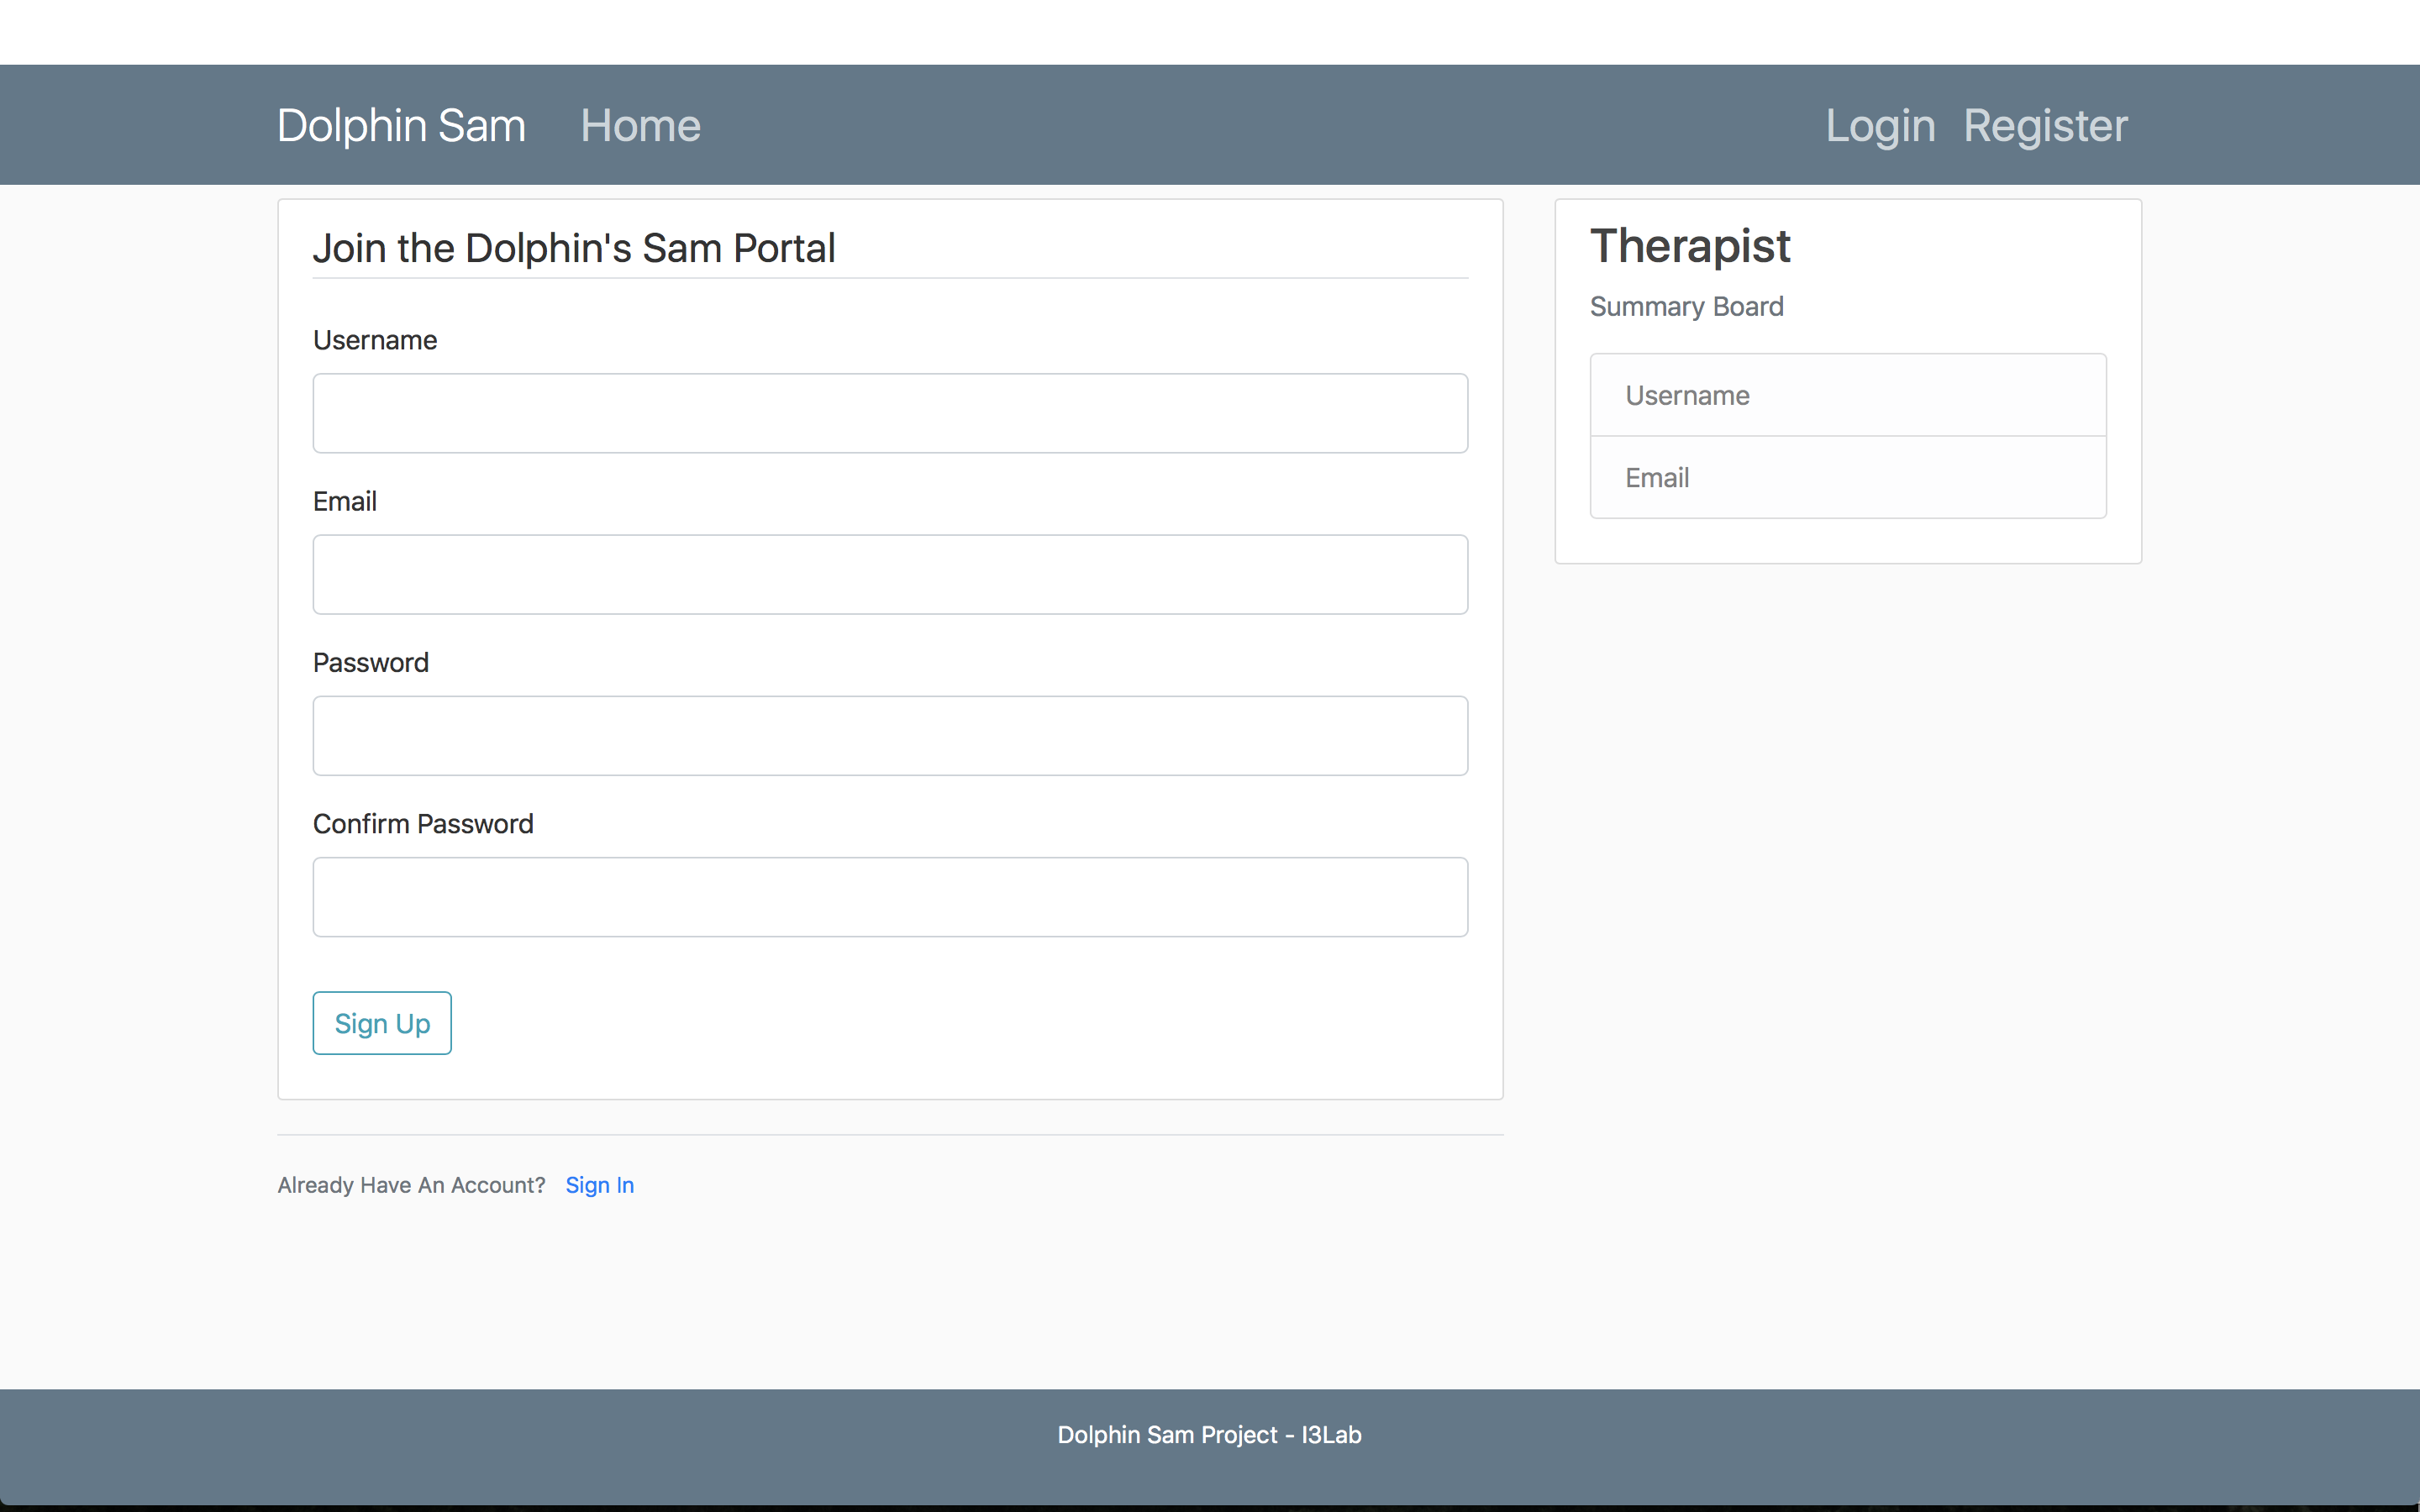 Dolphin Sam Home Login Register
Join the Dolphin's Sam Portal
Username
Email
Password
Confirm Password
Sign Up
Already Have An Account? Sign In
Therapist
Summary Board
Username
Email
Dolphin Sam Project - I3Lab